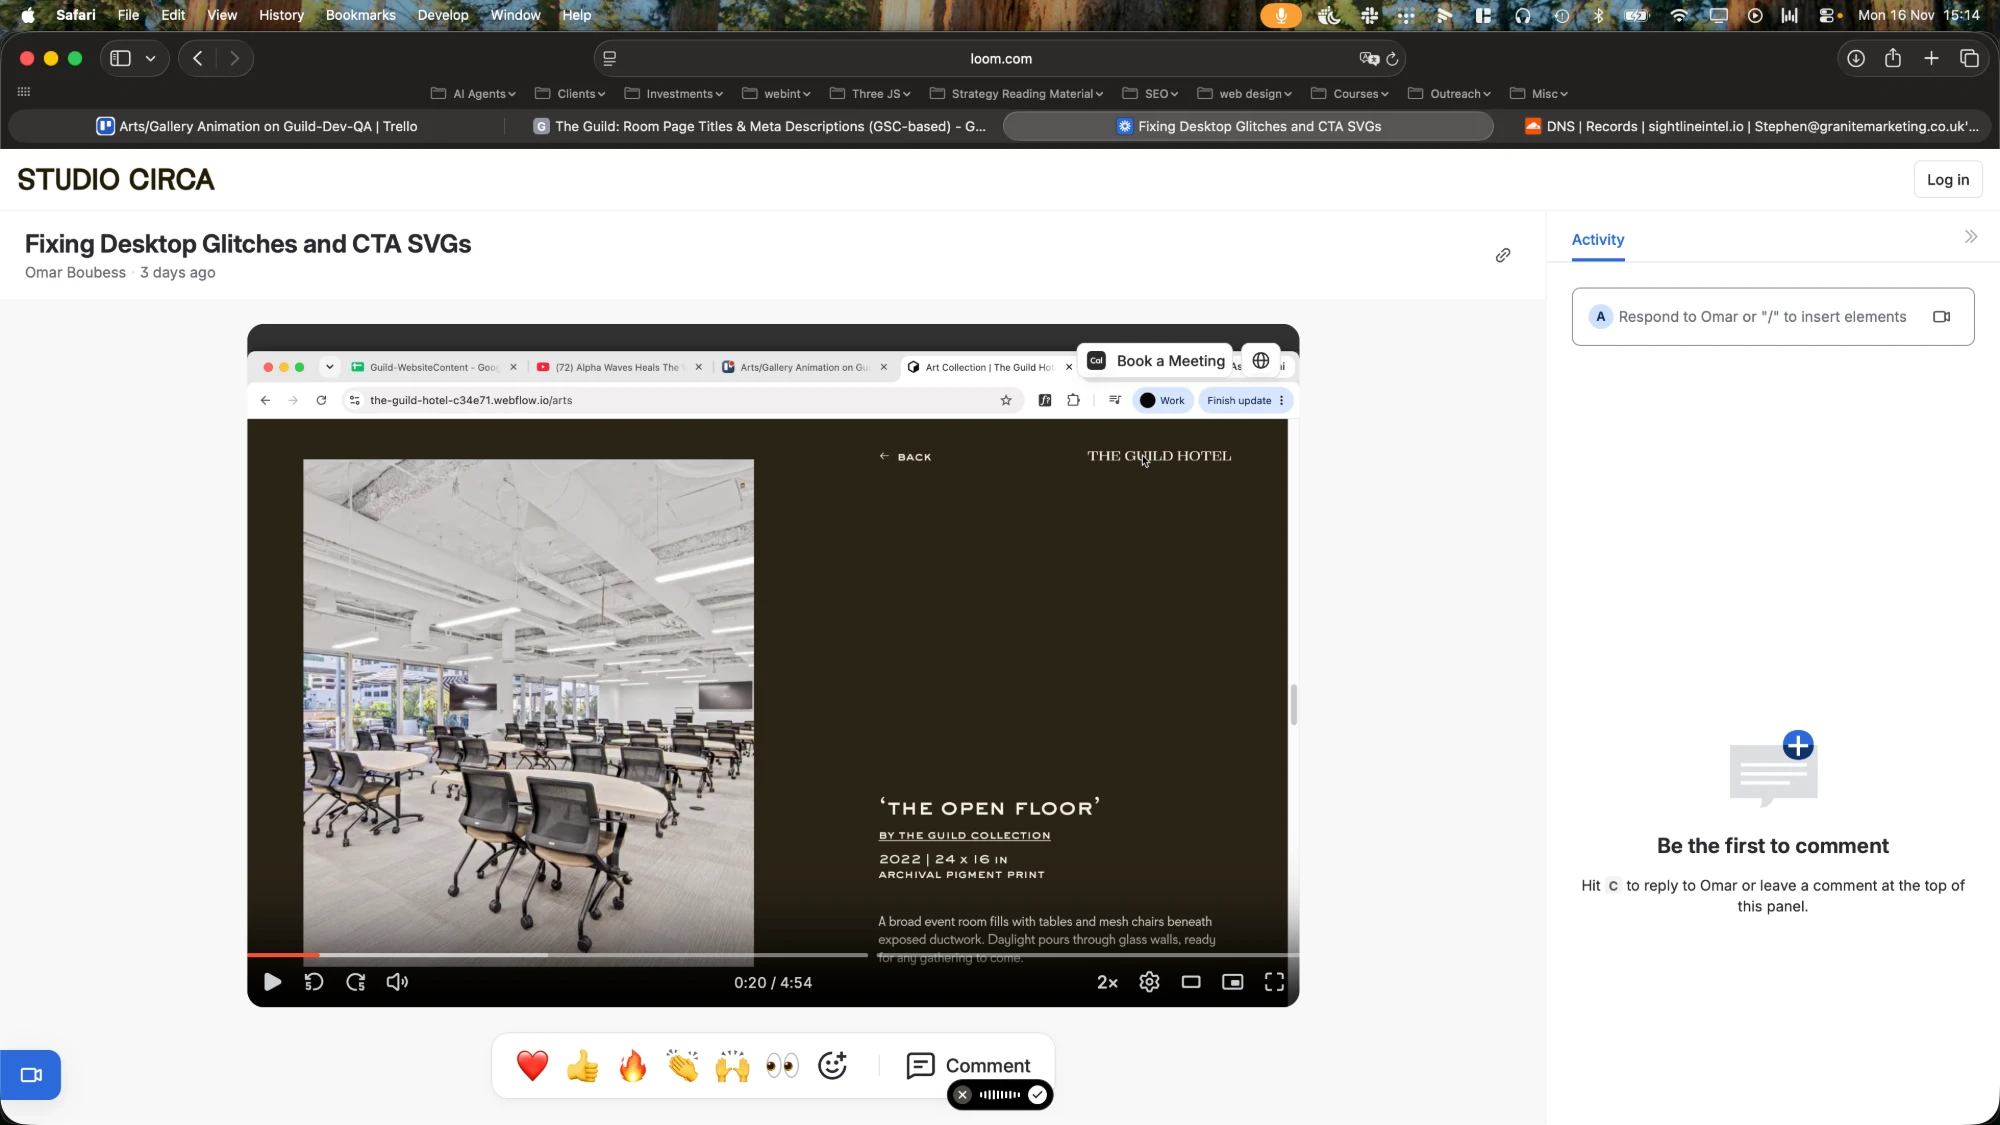 Safari File Edit View History Bookmarks Develop Window Help Mon 16 Nov 15:14
loom.com
AI Agents Clients Investments webint Three JS Strategy Reading Material SEO web design Courses Outreach Misc
Arts/Gallery Animation on Guild-Dev-QA | Trello
The Guild: Room Page Titles & Meta Descriptions (GSC-based) - G...
Fixing Desktop Glitches and CTA SVGs
DNS | Records | sightlineintel.io | Stephen@granitemarketing.co.uk'...
STUDIO CIRCA
Log in
Fixing Desktop Glitches and CTA SVGs
Omar Boubess · 3 days ago
Guild-WebsiteContent - Goog
(72) Alpha Waves Heals The
Arts/Gallery Animation on Gu
Art Collection | The Guild Hot
Book a Meeting
the-guild-hotel-c34e71.webflow.io/arts
Work
Finish update
← BACK
THE GUILD HOTEL
‘THE OPEN FLOOR’
BY THE GUILD COLLECTION
2022 | 24 x 16 IN
ARCHIVAL PIGMENT PRINT
A broad event room fills with tables and mesh chairs beneath
exposed ductwork. Daylight pours through glass walls, ready
for any gathering to come.
5 5
0:20 / 4:54
2x
Comment
Activity
A Respond to Omar or "/" to insert elements
Be the first to comment
Hit C to reply to Omar or leave a comment at the top of
this panel.